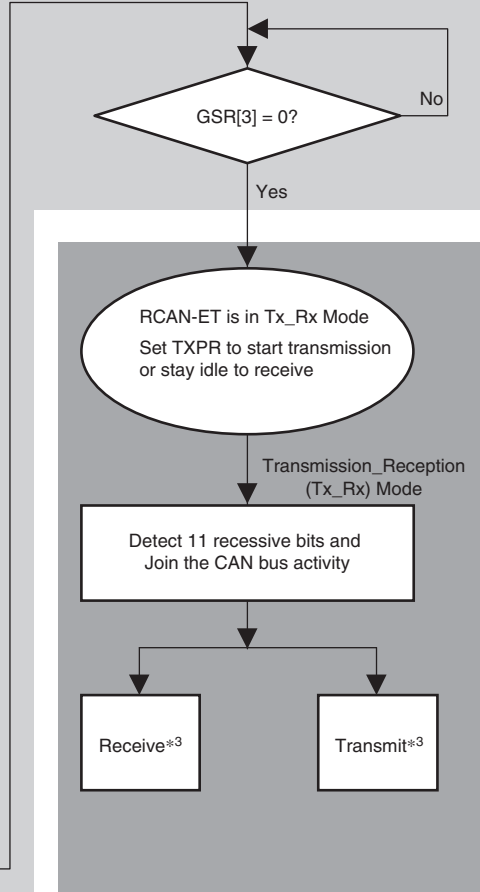 GSR[3] = 0?
No
Yes
RCAN-ET is in Tx_Rx Mode
Set TXPR to start transmission
or stay idle to receive
Transmission_Reception
(Tx_Rx) Mode
Detect 11 recessive bits and
Join the CAN bus activity
Receive*3
Transmit*3